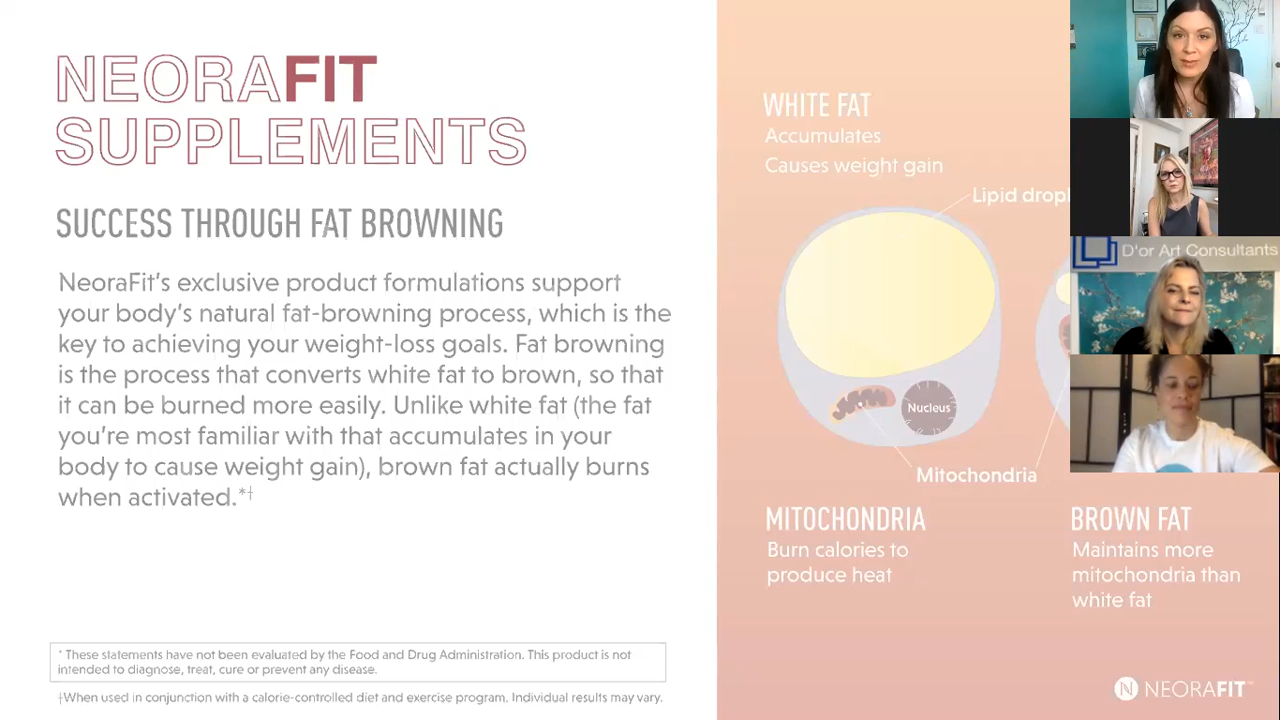 NEORAFIT
SUPPLEMENTS
SUCCESS THROUGH FAT BROWNING
NeoraFit's exclusive product formulations support
your body's natural fat-browning process, which is the
key to achieving your weight-loss goals. Fat browning
is the process that converts white fat to brown, so that
it can be burned more easily. Unlike white fat (the fat
you're most familiar with that accumulates in your
body to cause weight gain), brown fat actually burns
when activated.*†
* These statements have not been evaluated by the Food and Drug Administration. This product is not
intended to diagnose, treat, cure or prevent any disease.
†When used in conjunction with a calorie-controlled diet and exercise program. Individual results may vary.
WHITE FAT
Accumulates
Causes weight gain
Lipid dropl
Nucleus
Mitochondria
MITOCHONDRIA
Burn calories to
produce heat
BROWN FAT
Maintains more
mitochondria than
white fat
D'or Art Consultants
N NEORAFIT™